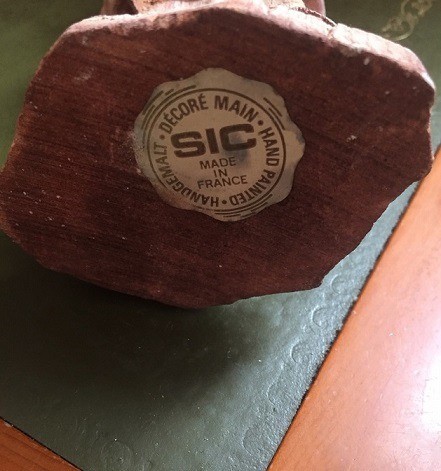 DÉCORÉ MAIN • HAND PAINTED • HANDGEMALT •
SIC
MADE
IN
FRANCE